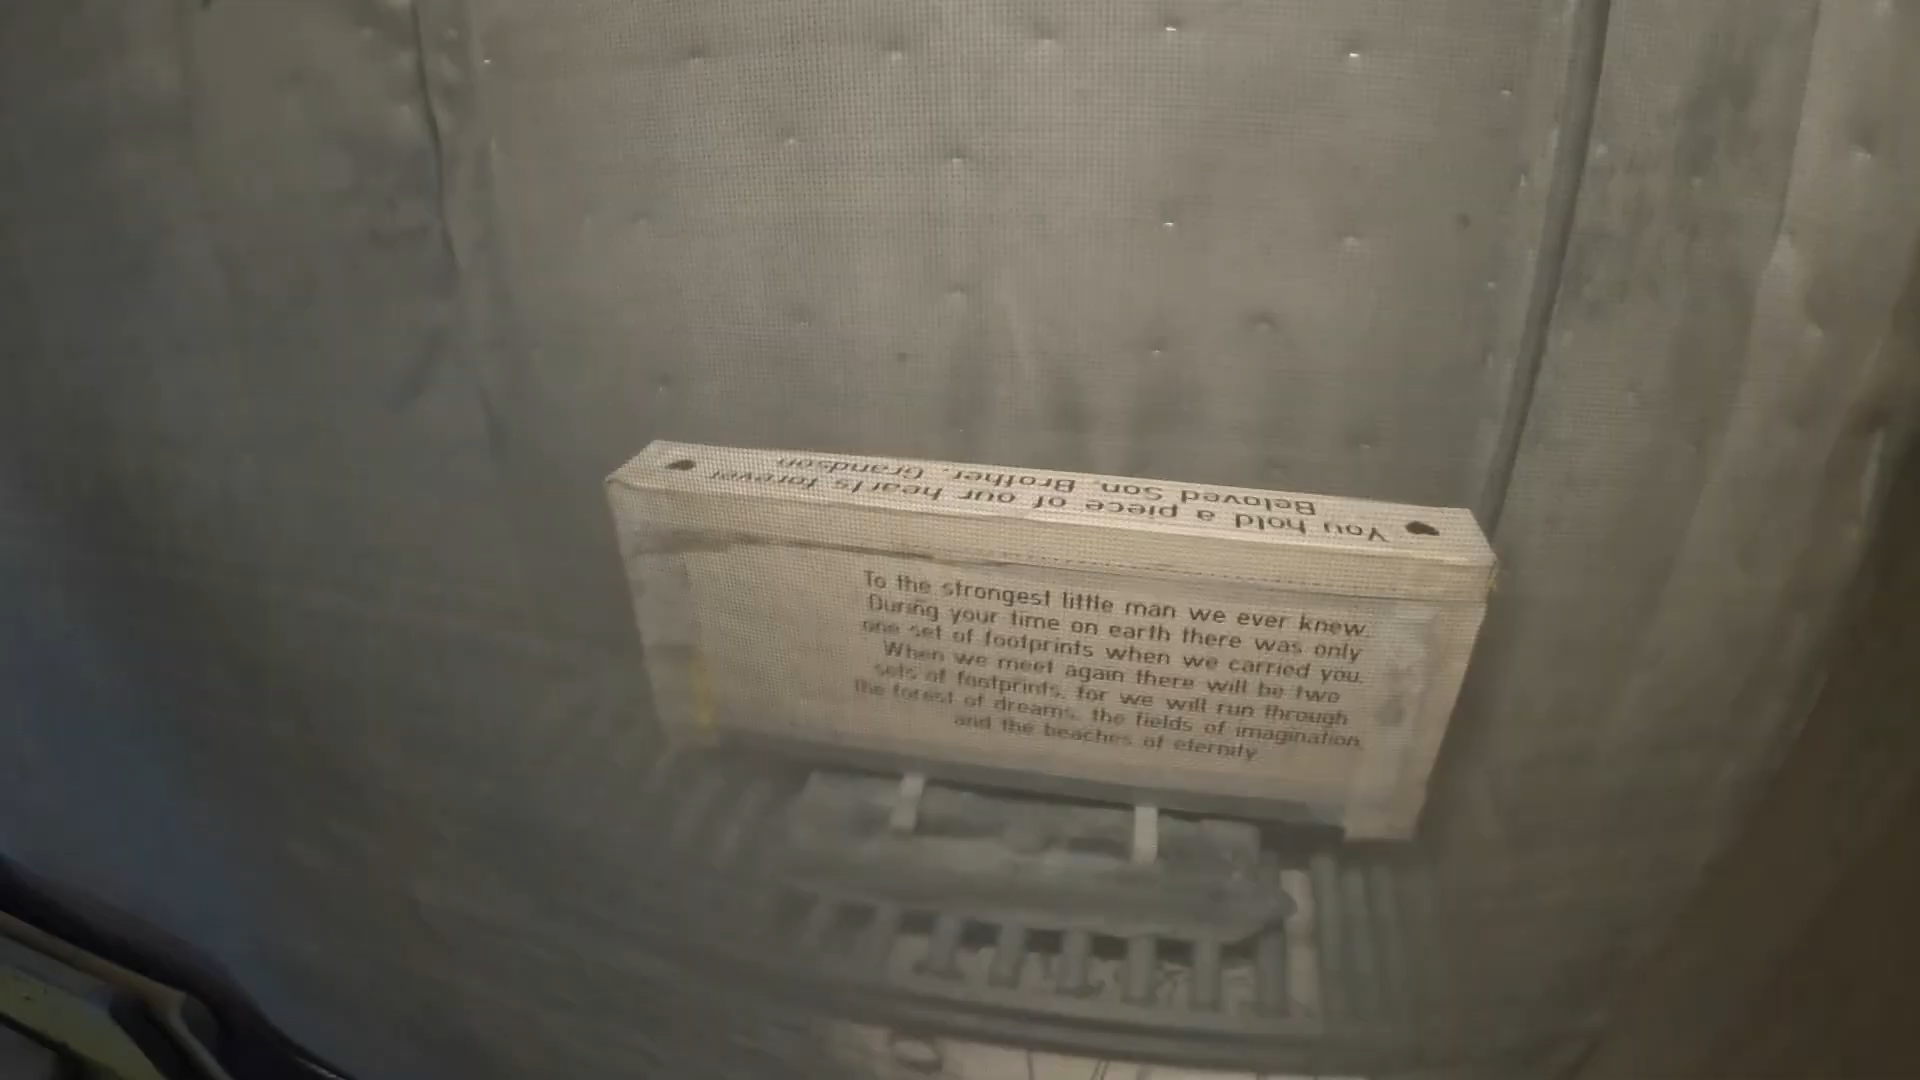 You hold a piece of our hearts forever
Beloved Son, Brother, Grandson
To the strongest little man we ever knew.
During your time on earth there was only
one set of footprints when we carried you.
When we meet again there will be two
sets of footprints, for we will run through
the forest of dreams, the fields of imagination,
and the beaches of eternity